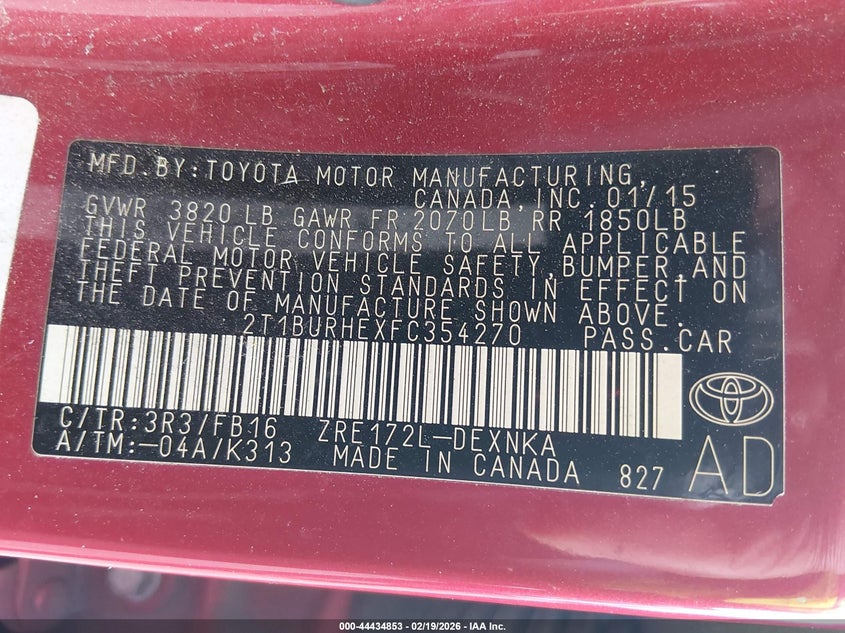 MFD. BY: TOYOTA MOTOR MANUFACTURING,
CANADA, INC. 01/15
GVWR 3820 LB GAWR FR 2070LB RR 1850LB
THIS VEHICLE CONFORMS TO ALL APPLICABLE
FEDERAL MOTOR VEHICLE SAFETY, BUMPER, AND
THEFT PREVENTION STANDARDS IN EFFECT ON
THE DATE OF MANUFACTURE SHOWN ABOVE.
2T1BURHEXFC354270 PASS. CAR
C/TR: 3R3/FB16 ZRE172L-DEXNKA
A/TM: -04A/K313 MADE IN CANADA 827 AD
000-44434853 | 02/19/2026 - IAA Inc.